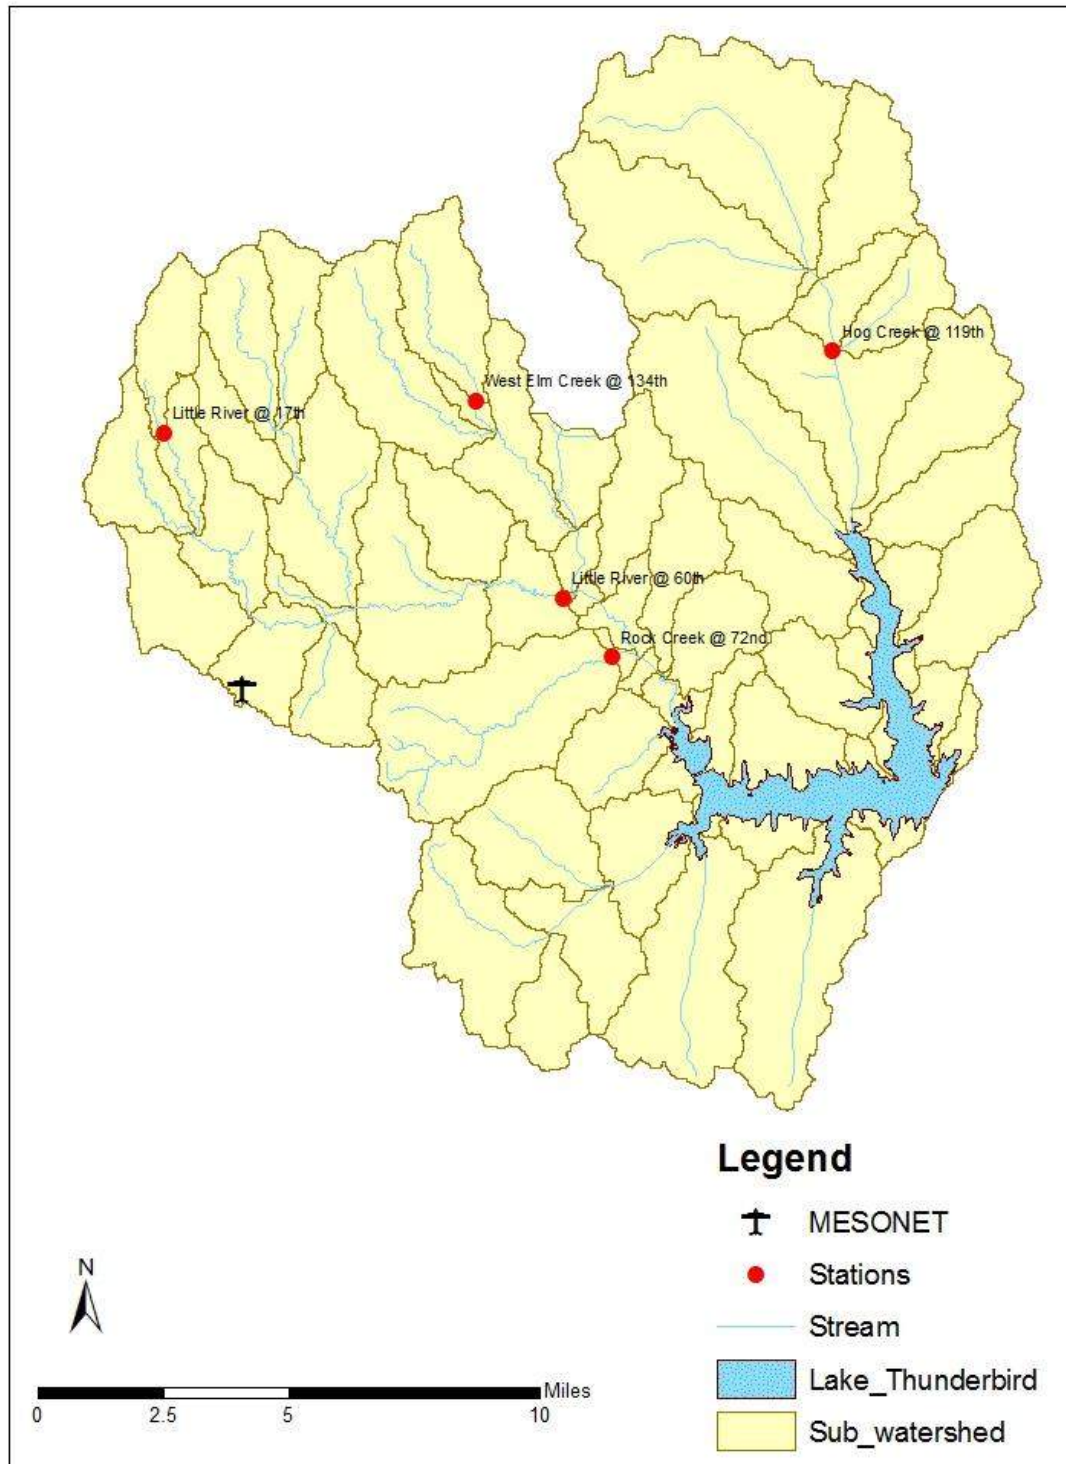 Hog Creek @ 119th
West Elm Creek @ 134th
Little River @ 17th
Little River @ 60th
Rock Creek @ 72nd
Legend
MESONET
Stations
Stream
Lake_Thunderbird
Sub_watershed
N
Miles
0 2.5 5 10